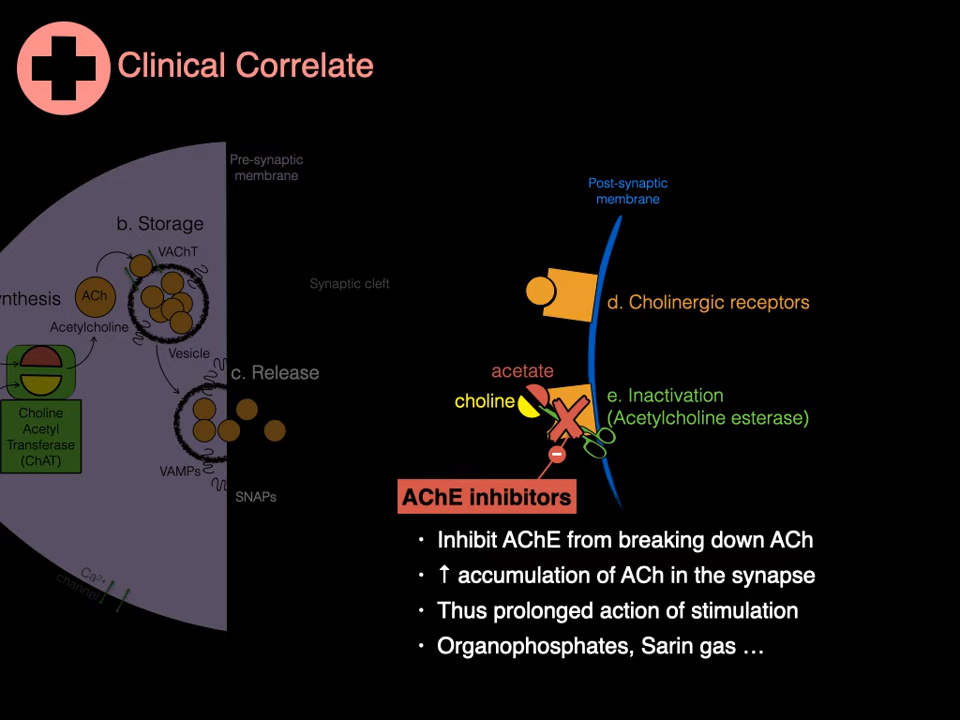 Clinical Correlate
Pre-synaptic
membrane
Post-synaptic
membrane
b. Storage
VAChT
Synaptic cleft
nthesis
ACh
Acetylcholine
d. Cholinergic receptors
Vesicle
c. Release
acetate
choline
e. Inactivation
(Acetylcholine esterase)
Choline
Acetyl
Transferase
(ChAT)
VAMPs
SNAPs
AChE inhibitors
• Inhibit AChE from breaking down ACh
• ↑ accumulation of ACh in the synapse
• Thus prolonged action of stimulation
• Organophosphates, Sarin gas …
Ca²⁺
channel